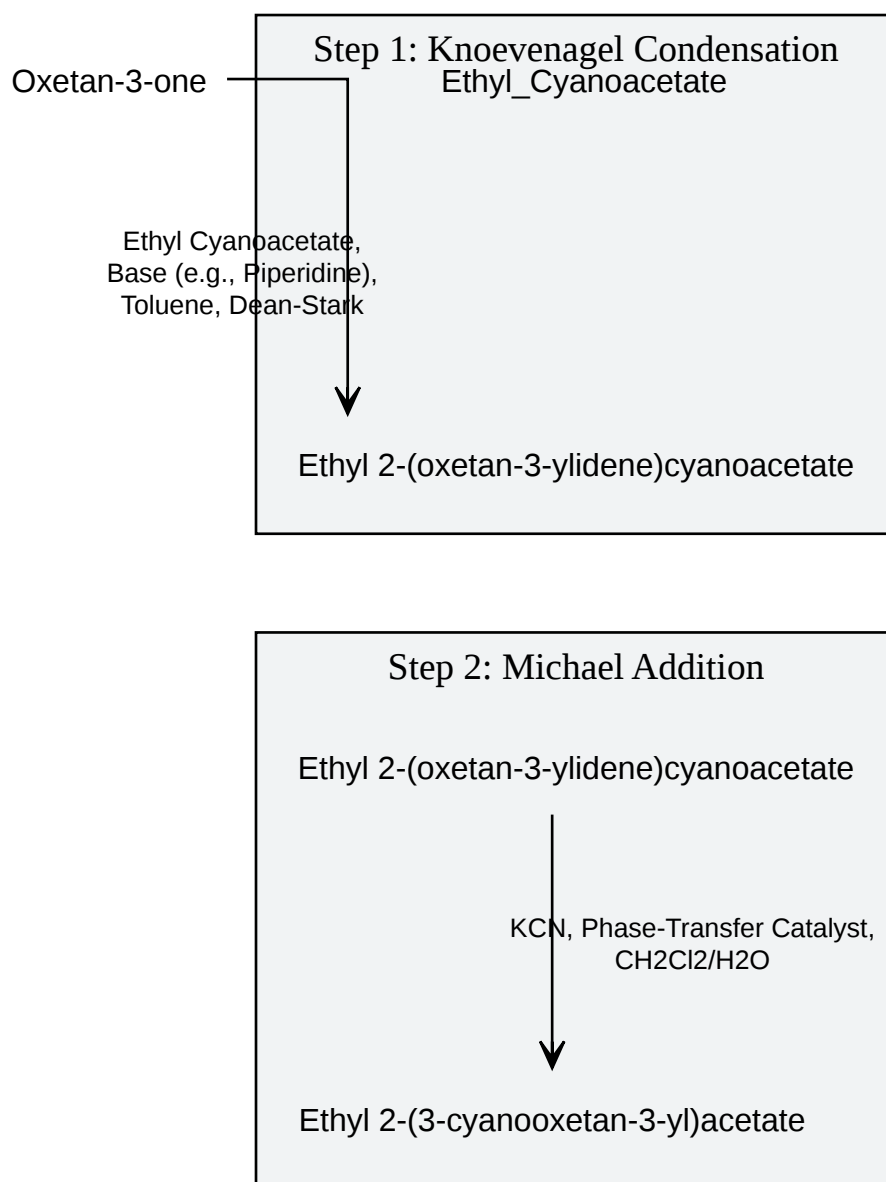 Step 1: Knoevenagel Condensation
Oxetan-3-one
Ethyl_Cyanoacetate
Ethyl Cyanoacetate,
Base (e.g., Piperidine),
Toluene, Dean-Stark
Ethyl 2-(oxetan-3-ylidene)cyanoacetate
Step 2: Michael Addition
Ethyl 2-(oxetan-3-ylidene)cyanoacetate
KCN, Phase-Transfer Catalyst,
CH2Cl2/H2O
Ethyl 2-(3-cyanooxetan-3-yl)acetate